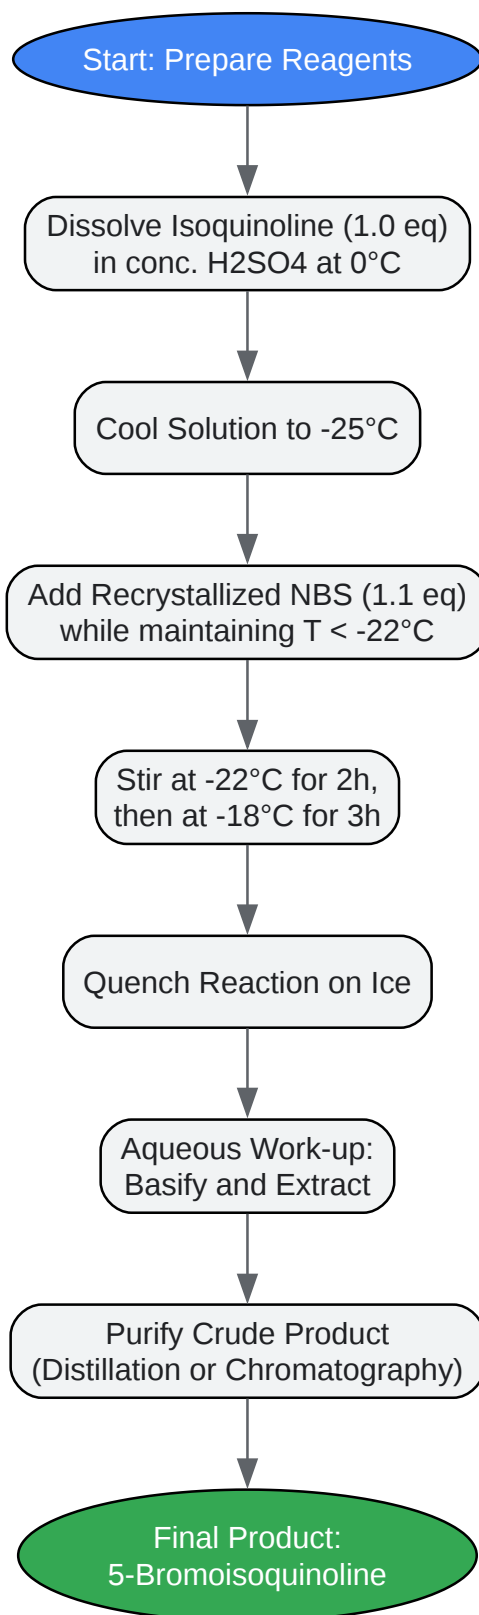 Start: Prepare Reagents
Dissolve Isoquinoline (1.0 eq)
in conc. H2SO4 at 0°C
Cool Solution to -25°C
Add Recrystallized NBS (1.1 eq)
while maintaining T < -22°C
Stir at -22°C for 2h,
then at -18°C for 3h
Quench Reaction on Ice
Aqueous Work-up:
Basify and Extract
Purify Crude Product
(Distillation or Chromatography)
Final Product:
5-Bromoisoquinoline